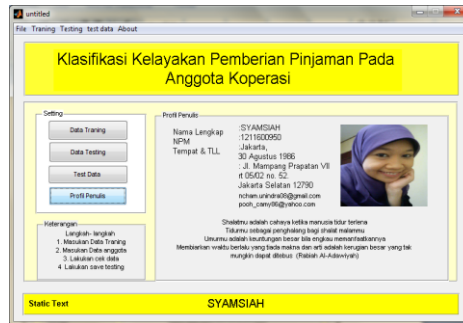 untitled
File Traning Testing test data About
Klasifikasi Kelayakan Pemberian Pinjaman Pada
Anggota Koperasi
Setting
Data Traning
Data Testing
Test Data
Profil Penulis
Keterangan
Langkah- langkah
1. Masukan Data Traning
2. Masukan Data anggota
3. Lakukan cek data
4 Lakukan save testing
Profil Penulis
Nama Lengkap :SYAMSIAH
NPM :1211600950
Tempat & TLL :Jakarta,
30 Agustus 1986
: Jl. Mampang Prapatan VII
rt 05/02 no. 52.
Jakarta Selatan 12790
ncham.unindra08@gmail.com
pooh_camy86@yahoo.com
Shalatmu adalah cahaya ketika manusia tidur terlena
Tidurmu sebagai penghalang bagi shalat malammu
Umurmu adalah keuntungan besar bila engkau memanfaatkannya
Membiarkan waktu berlalu yang tiada makna dan arti adalah kerugian besar yang tak
mungkin dapat ditebus (Rabiah Al-Adawiyah)
Static Text
SYAMSIAH